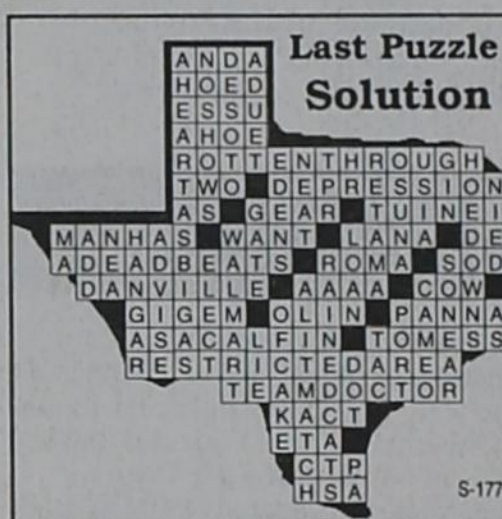 Last Puzzle
Solution
ANDA
HOED
ESSU
AHOE
ROTTENTHROUGH
TWO DEPRESSION
AS GEAR TUINEI
MANHAS WANT LANA DE
ADEADBEATS ROMA SOD
DANVILLE AAAA COW
GIGEM OLIN PANNA
ASACALFIN TOMESS
RESTRICTEDAREA
TEAMDOCTOR
KACT
ETA
CTP
HSA
S-177